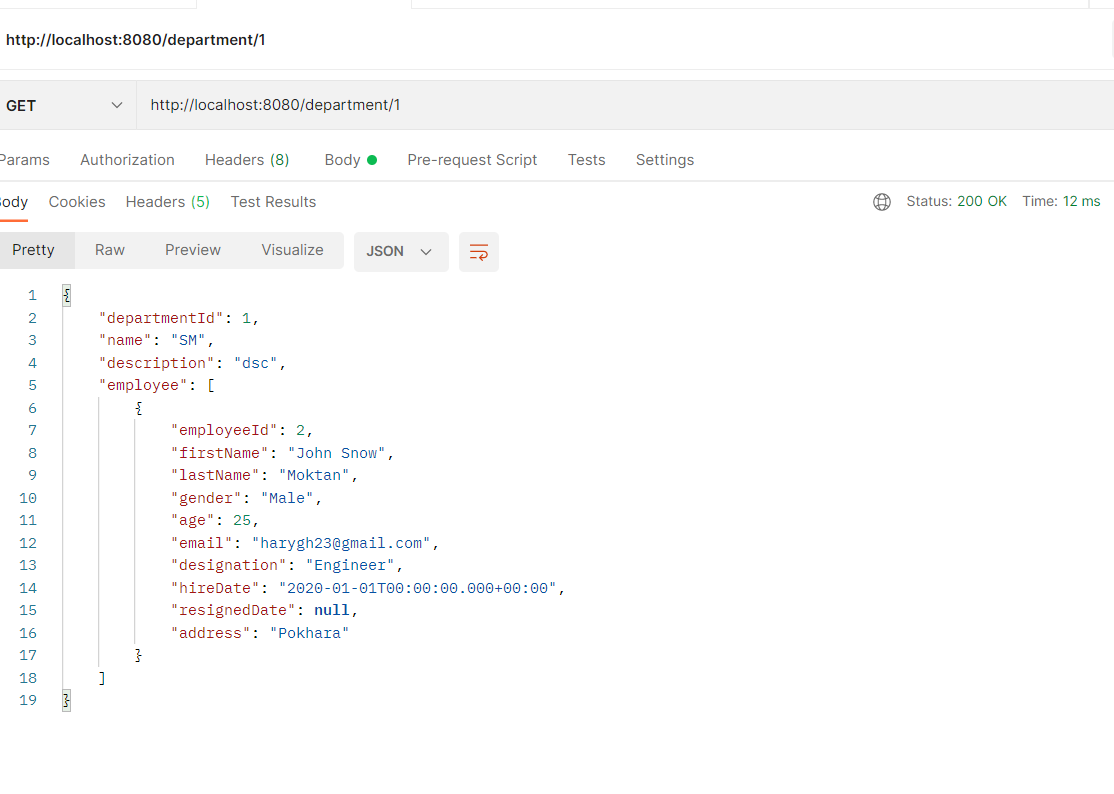 http://localhost:8080/department/1
GET http://localhost:8080/department/1
Params Authorization Headers (8) Body Pre-request Script Tests Settings
ody Cookies Headers (5) Test Results Status: 200 OK Time: 12 ms
Pretty Raw Preview Visualize JSON
1 {
2 "departmentId": 1,
3 "name": "SM",
4 "description": "dsc",
5 "employee": [
6 {
7 "employeeId": 2,
8 "firstName": "John Snow",
9 "lastName": "Moktan",
10 "gender": "Male",
11 "age": 25,
12 "email": "harygh23@gmail.com",
13 "designation": "Engineer",
14 "hireDate": "2020-01-01T00:00:00.000+00:00",
15 "resignedDate": null,
16 "address": "Pokhara"
17 }
18 ]
19 }